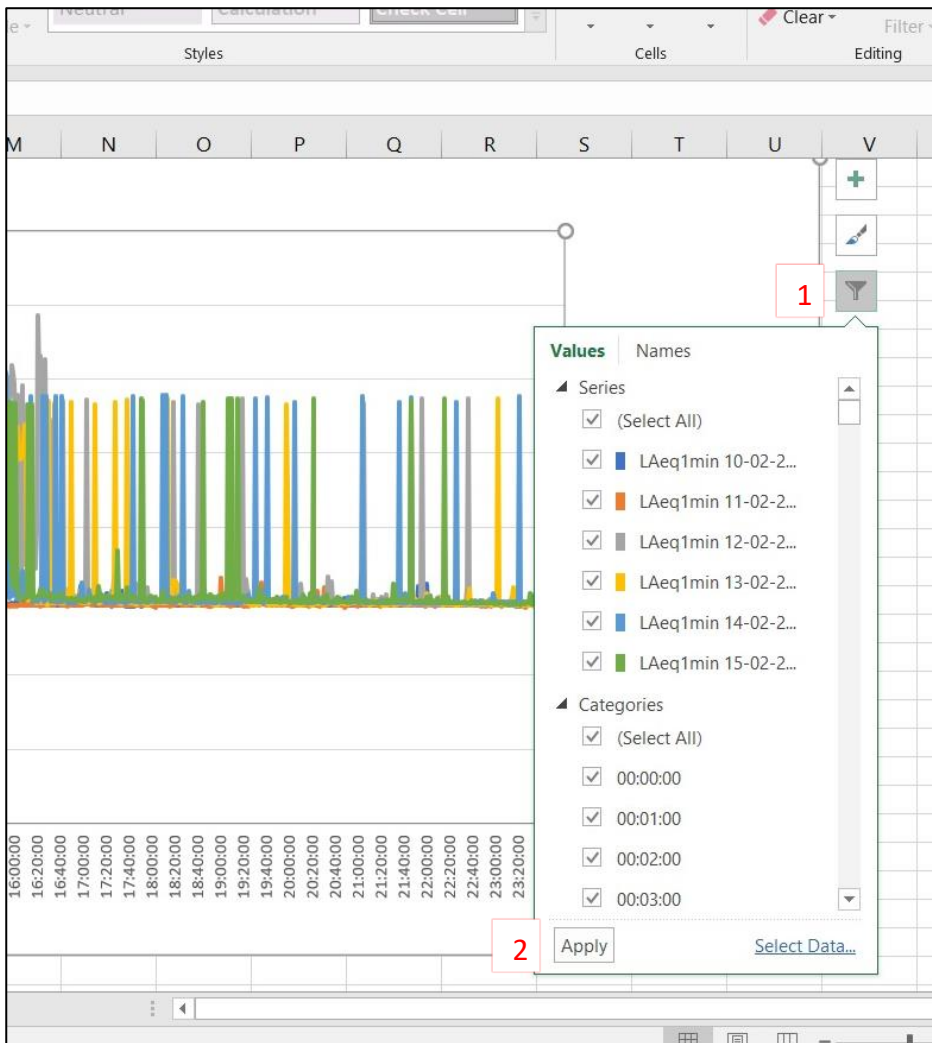 Neutral Calculation Check Cell
Clear
Filter
Styles Cells Editing
M N O P Q R S T U V
1
Values Names
Series
(Select All)
LAeq1min 10-02-2...
LAeq1min 11-02-2...
LAeq1min 12-02-2...
LAeq1min 13-02-2...
LAeq1min 14-02-2...
LAeq1min 15-02-2...
Categories
(Select All)
00:00:00
00:01:00
00:02:00
00:03:00
16:00:00
16:20:00
16:40:00
17:00:00
17:20:00
17:40:00
18:00:00
18:20:00
18:40:00
19:00:00
19:20:00
19:40:00
20:00:00
20:20:00
20:40:00
21:00:00
21:20:00
21:40:00
22:00:00
22:20:00
22:40:00
23:00:00
23:20:00
2
Apply Select Data...